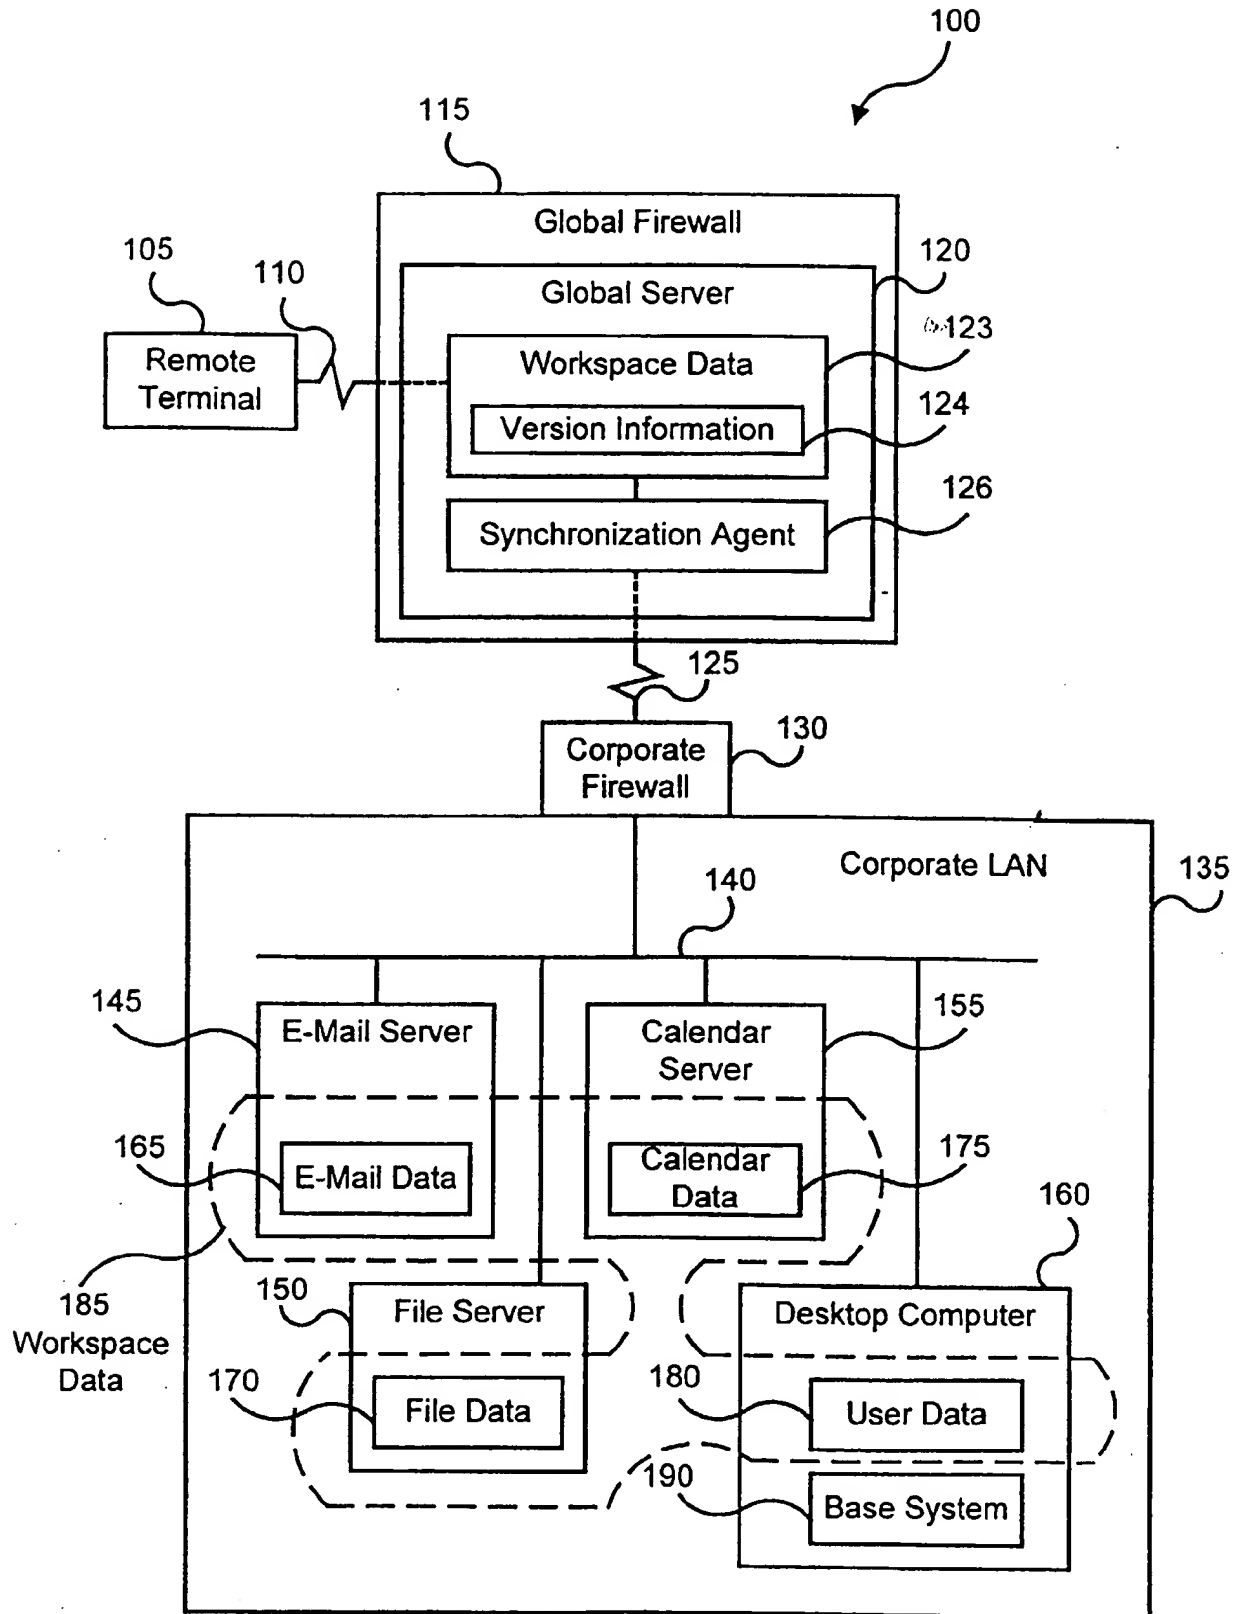 100
115
Global Firewall
105
110
120
Global Server
123
Remote
Terminal
Workspace Data
124
Version Information
126
Synchronization Agent
125
130
Corporate
Firewall
Corporate LAN
135
140
145
E-Mail Server
Calendar
Server
155
165
E-Mail Data
Calendar
Data
175
160
185
Workspace
Data
150
File Server
Desktop Computer
170
File Data
180
User Data
190
Base System